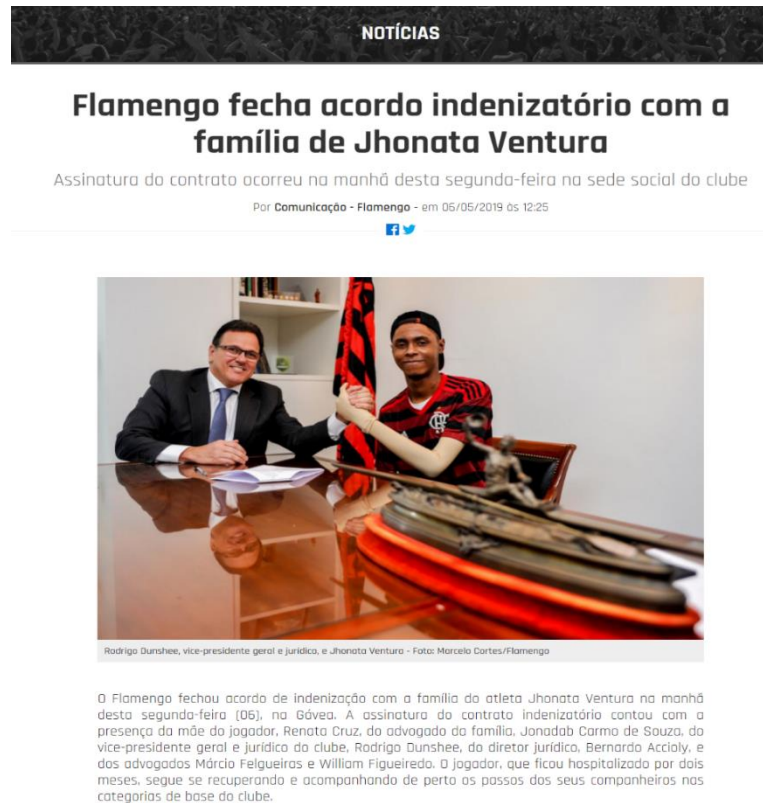 NOTÍCIAS
Flamengo fecha acordo indenizatório com a
família de Jhonata Ventura
Assinatura do contrato ocorreu na manhã desta segunda-feira na sede social do clube
Por Comunicação - Flamengo - em 06/05/2019 às 12:25
Rodrigo Dunshee, vice-presidente geral e jurídico, e Jhonata Ventura - Foto: Marcelo Cortes/Flamengo
O Flamengo fechou acordo de indenização com a família do atleta Jhonata Ventura na manhã
desta segunda-feira (06), na Gávea. A assinatura do contrato indenizatório contou com a
presença da mãe do jogador, Renata Cruz, do advogado da família, Jonadab Carmo de Souza, do
vice-presidente geral e jurídico do clube, Rodrigo Dunshee, do diretor jurídico, Bernardo Accioly, e
dos advogados Márcio Felgueiras e William Figueiredo. O jogador, que ficou hospitalizado por dois
meses, segue se recuperando e acompanhando de perto os passos dos seus companheiros nas
categorias de base do clube.